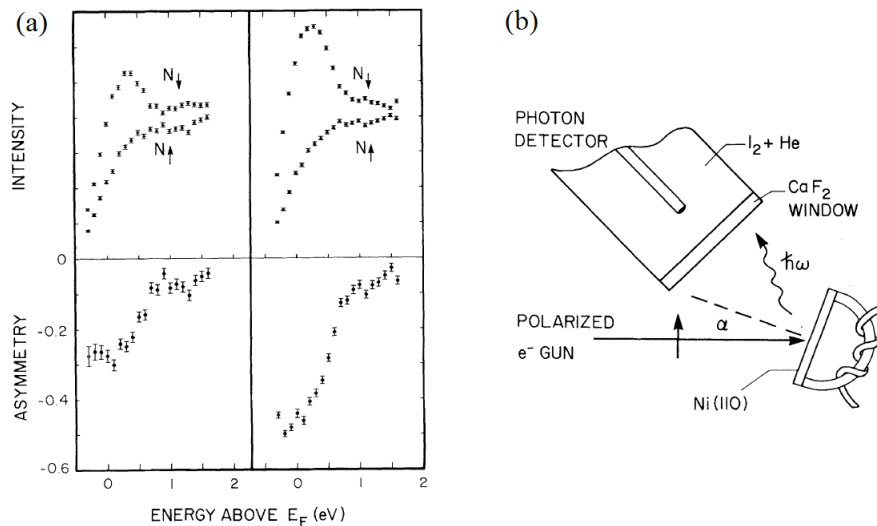 (a)
N↓
N↑
INTENSITY
N↓
N↑
0
-0.2
-0.4
-0.6
ASYMMETRY
0 1 2
0 1 2
ENERGY ABOVE E_F (eV)
(b)
PHOTON
DETECTOR
I₂ + He
CaF₂
WINDOW
ℏω
POLARIZED
e⁻ GUN
α
Ni(110)